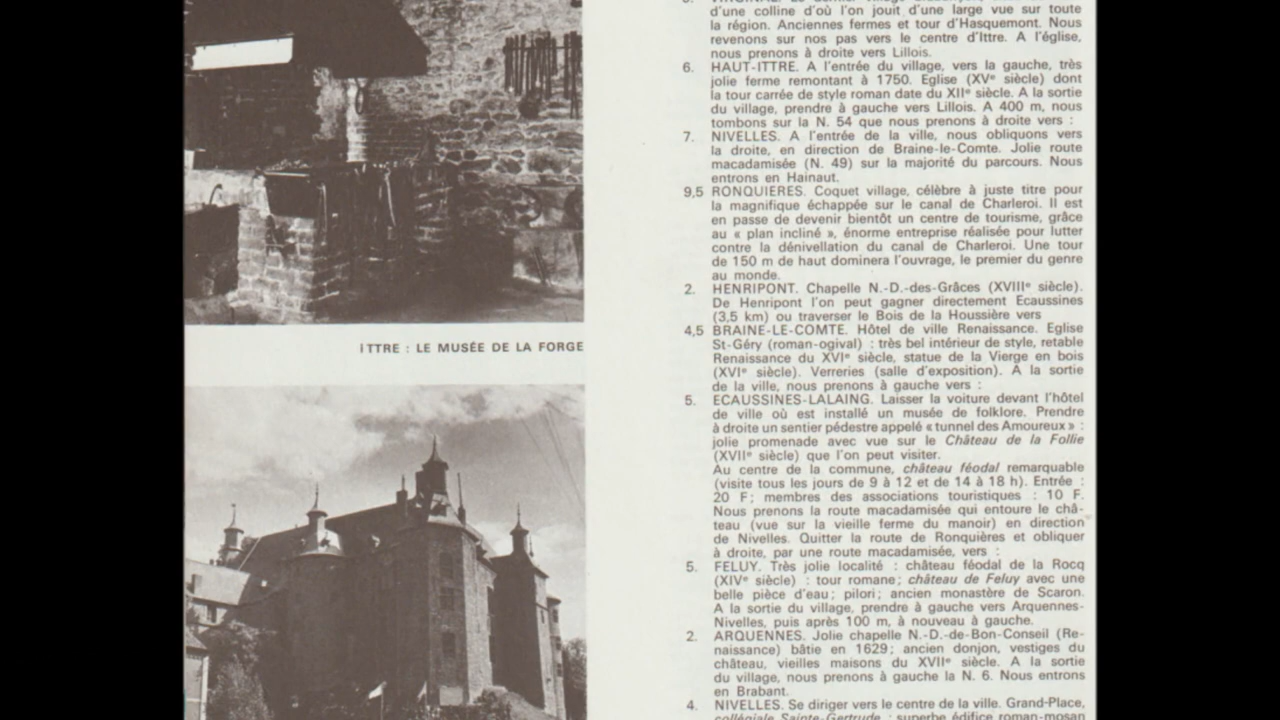 ITTRE : LE MUSÉE DE LA FORGE
d'une colline d'où l'on jouit d'une large vue sur toute
la région. Anciennes fermes et tour d'Hasquemont. Nous
revenons sur nos pas vers le centre d'Ittre. A l'église,
nous prenons à droite vers Lillois.
6. HAUT-ITTRE. A l'entrée du village, vers la gauche, très
jolie ferme remontant à 1750. Eglise (XVe siècle) dont
la tour carrée de style roman date du XIIe siècle. A la sortie
du village, prendre à gauche vers Lillois. A 400 m, nous
tombons sur la N. 54 que nous prenons à droite vers :
7. NIVELLES. A l'entrée de la ville, nous obliquons vers
la droite, en direction de Braine-le-Comte. Jolie route
macadamisée (N. 49) sur la majorité du parcours. Nous
entrons en Hainaut.
9,5 RONQUIERES. Coquet village, célèbre à juste titre pour
la magnifique échappée sur le canal de Charleroi. Il est
en passe de devenir bientôt un centre de tourisme, grâce
au « plan incliné », énorme entreprise réalisée pour lutter
contre la dénivellation du canal de Charleroi. Une tour
de 150 m de haut dominera l'ouvrage, le premier du genre
au monde.
2. HENRIPONT. Chapelle N.-D.-des-Grâces (XVIIIe siècle).
De Henripont l'on peut gagner directement Ecaussines
(3,5 km) ou traverser le Bois de la Houssière vers
4,5 BRAINE-LE-COMTE. Hôtel de ville Renaissance. Eglise
St-Géry (roman-ogival) : très bel intérieur de style, retable
Renaissance du XVIe siècle, statue de la Vierge en bois
(XVIe siècle). Verreries (salle d'exposition). A la sortie
de la ville, nous prenons à gauche vers :
5. ECAUSSINES-LALAING. Laisser la voiture devant l'hôtel
de ville où est installé un musée de folklore. Prendre
à droite un sentier pédestre appelé « tunnel des Amoureux » :
jolie promenade avec vue sur le Château de la Follie
(XVIIe siècle) que l'on peut visiter.
Au centre de la commune, château féodal remarquable
(visite tous les jours de 9 à 12 et de 14 à 18 h). Entrée :
20 F; membres des associations touristiques : 10 F.
Nous prenons la route macadamisée qui entoure le châ-
teau (vue sur la vieille ferme du manoir) en direction
de Nivelles. Quitter la route de Ronquières et obliquer
à droite, par une route macadamisée, vers :
5. FELUY. Très jolie localité : château féodal de la Rocq
(XIVe siècle) : tour romane; château de Feluy avec une
belle pièce d'eau; pilori; ancien monastère de Scaron.
A la sortie du village, prendre à gauche vers Arquennes-
Nivelles, puis après 100 m, à nouveau à gauche.
2. ARQUENNES. Jolie chapelle N.-D.-de-Bon-Conseil (Re-
naissance) bâtie en 1629; ancien donjon, vestiges du
château, vieilles maisons du XVIIe siècle. A la sortie
du village, nous prenons à gauche la N. 6. Nous entrons
en Brabant.
4. NIVELLES. Se diriger vers le centre de la ville. Grand-Place,
collégiale Sainte-Gertrude : superbe édifice roman-mosan